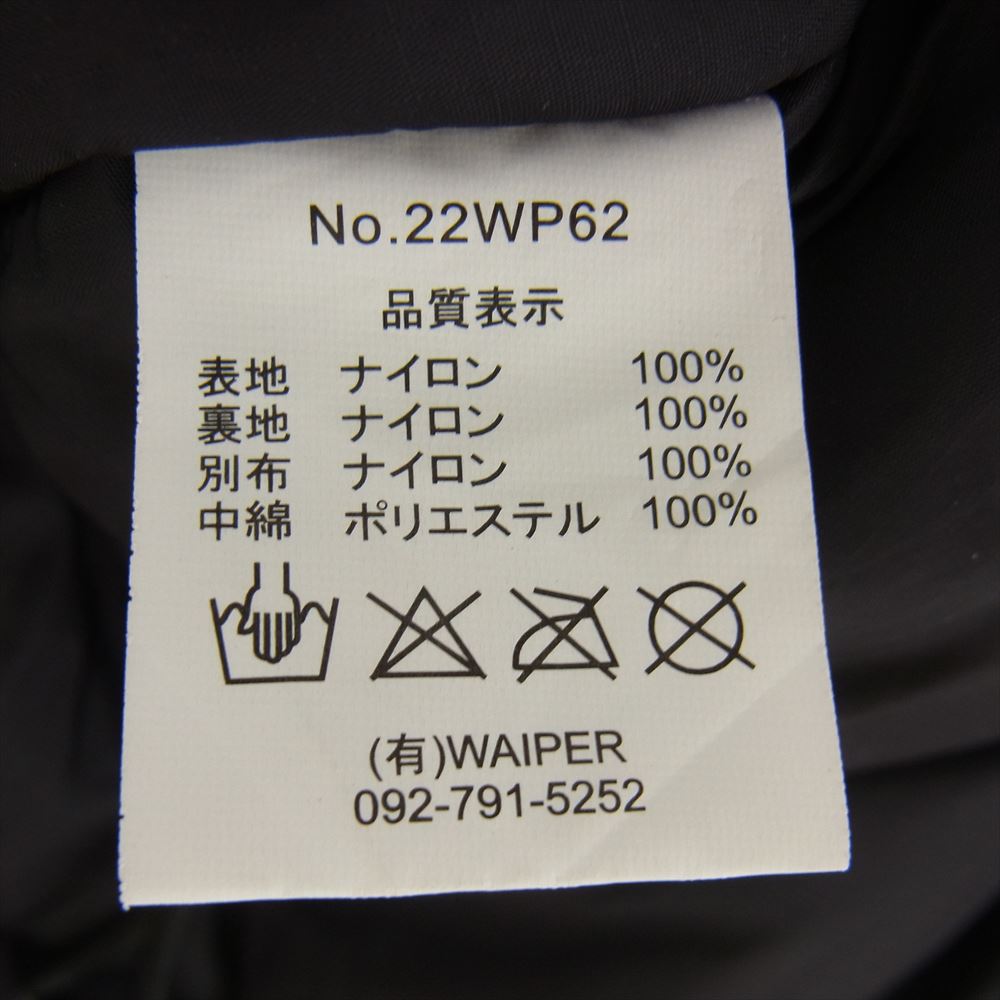 No.22WP62
品質表示
表地 ナイロン 100%
裏地 ナイロン 100%
別布 ナイロン 100%
中綿 ポリエステル 100%
(有)WAIPER
092-791-5252